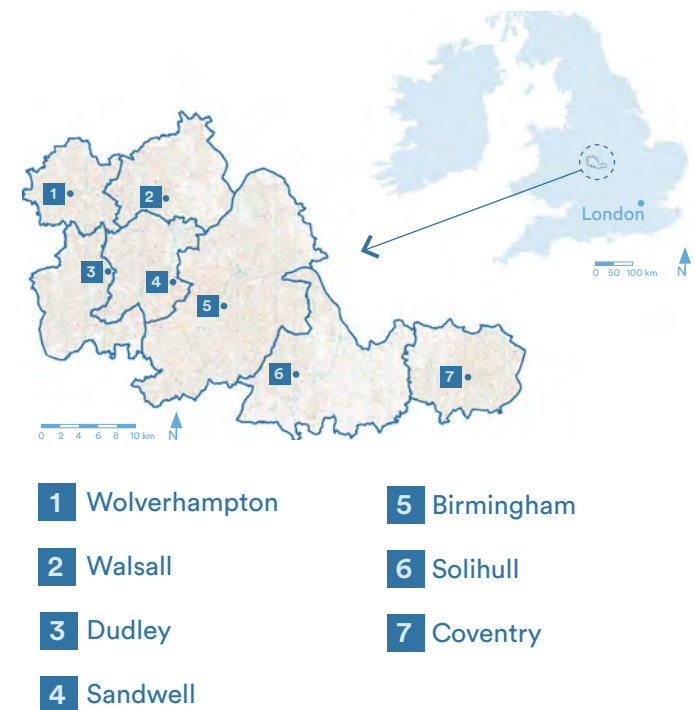 London
0 50 100 km
N
1
2
3
4
5
6
7
0 2 4 6 8 10 km
N
1 Wolverhampton
2 Walsall
3 Dudley
4 Sandwell
5 Birmingham
6 Solihull
7 Coventry